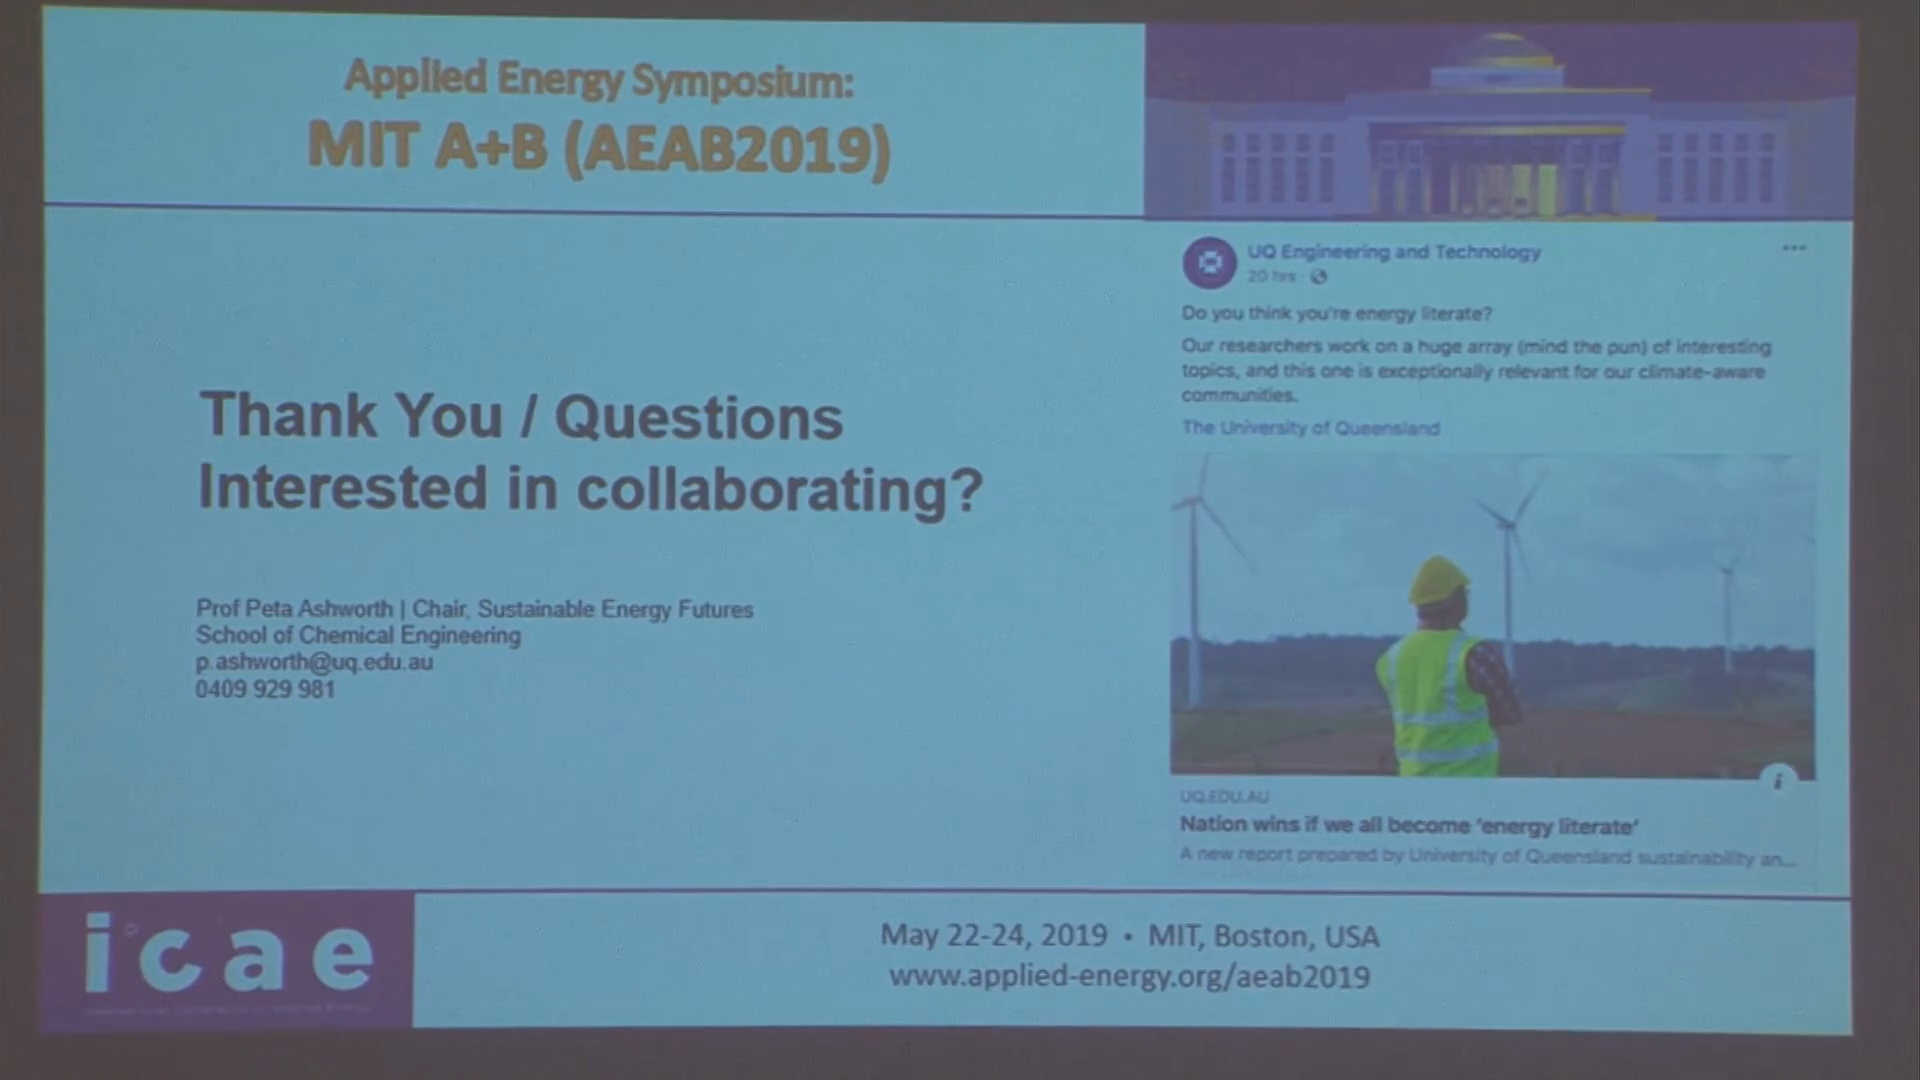 Applied Energy Symposium:
MIT A+B (AEAB2019)
Thank You / Questions
Interested in collaborating?
Prof Peta Ashworth | Chair, Sustainable Energy Futures
School of Chemical Engineering
p.ashworth@uq.edu.au
0409 929 981
UQ Engineering and Technology
20 hrs
Do you think you're energy literate?
Our researchers work on a huge array (mind the pun) of interesting
topics, and this one is exceptionally relevant for our climate-aware
communities.
The University of Queensland
i
UQ.EDU.AU
Nation wins if we all become 'energy literate'
A new report prepared by University of Queensland sustainability an...
icae
May 22-24, 2019 • MIT, Boston, USA
www.applied-energy.org/aeab2019